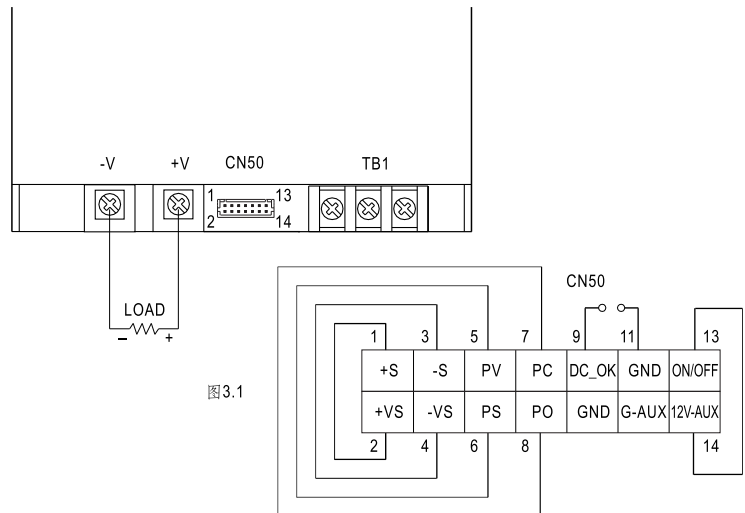 -V +V CN50 TB1
1 13
2 14
LOAD
- +
CN50
1 3 5 7 9 11 13
+S -S PV PC DC_OK GND ON/OFF
图3.1
+VS -VS PS PO GND G-AUX 12V-AUX
2 4 6 8 14